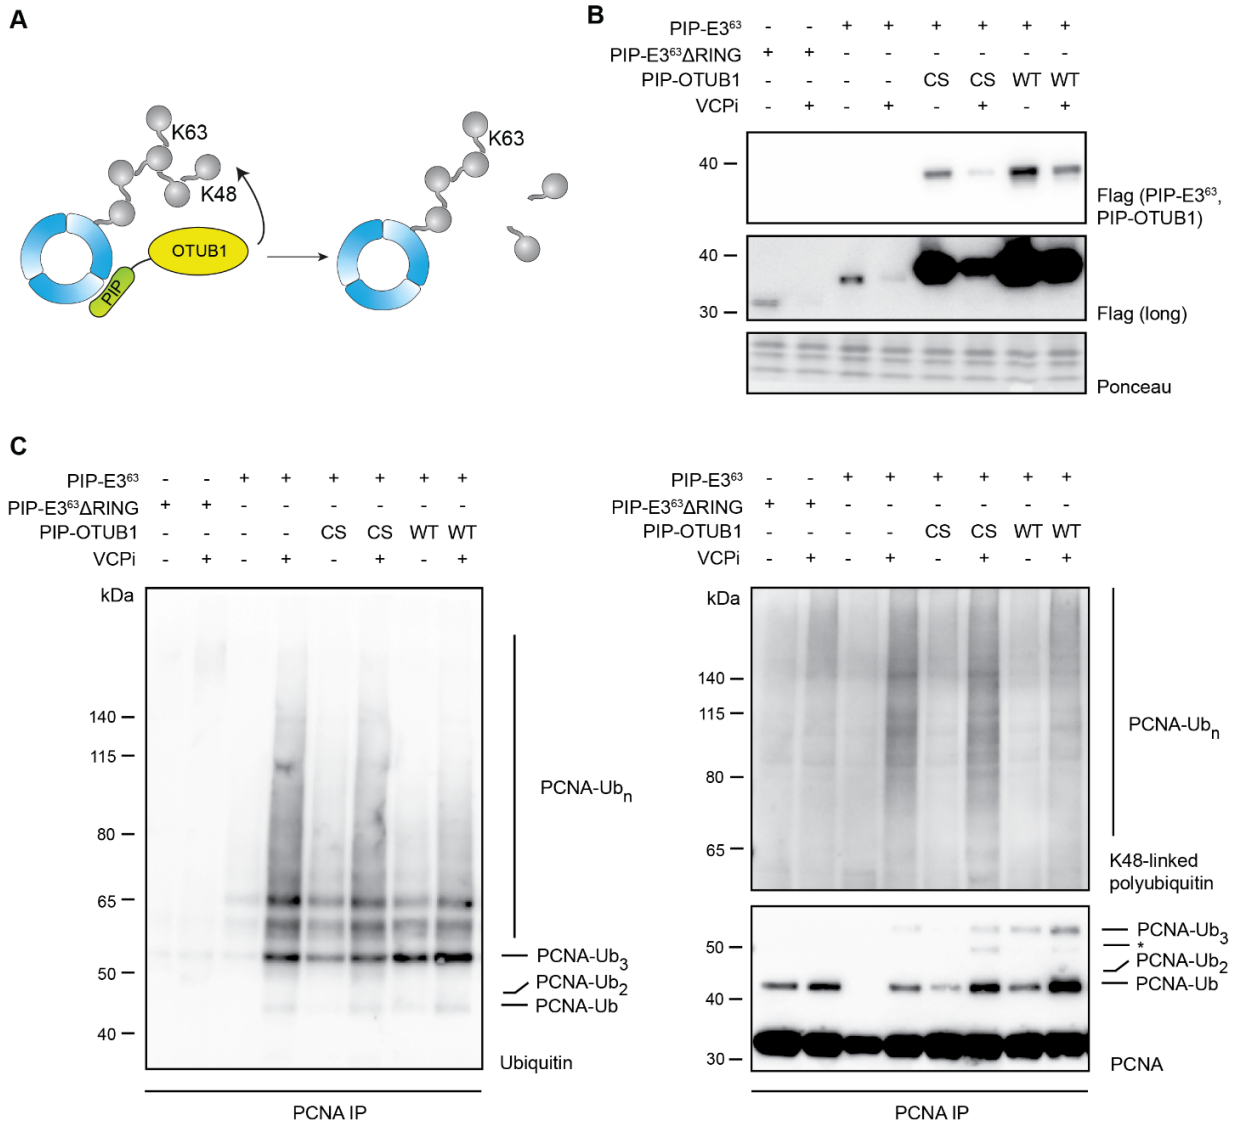 A
K63
K48
OTUB1
PIP
K63
B
PIP-E3⁶³ - - + + + + + +
PIP-E3⁶³ΔRING + + - - - - - -
PIP-OTUB1 - - - - CS CS WT WT
VCPi - + - + - + - +
40
Flag (PIP-E3⁶³,
PIP-OTUB1)
40
30
Flag (long)
Ponceau
C
PIP-E3⁶³ - - + + + + + +
PIP-E3⁶³ΔRING + + - - - - - -
PIP-OTUB1 - - - - CS CS WT WT
VCPi - + - + - + - +
kDa
140
115
80
65
50
40
PCNA-Ubn
PCNA-Ub3
PCNA-Ub2
PCNA-Ub
Ubiquitin
PCNA IP
PIP-E3⁶³ - - + + + + + +
PIP-E3⁶³ΔRING + + - - - - - -
PIP-OTUB1 - - - - CS CS WT WT
VCPi - + - + - + - +
kDa
140
115
80
65
PCNA-Ubn
K48-linked
polyubiquitin
50
40
30
PCNA-Ub3
*
PCNA-Ub2
PCNA-Ub
PCNA
PCNA IP